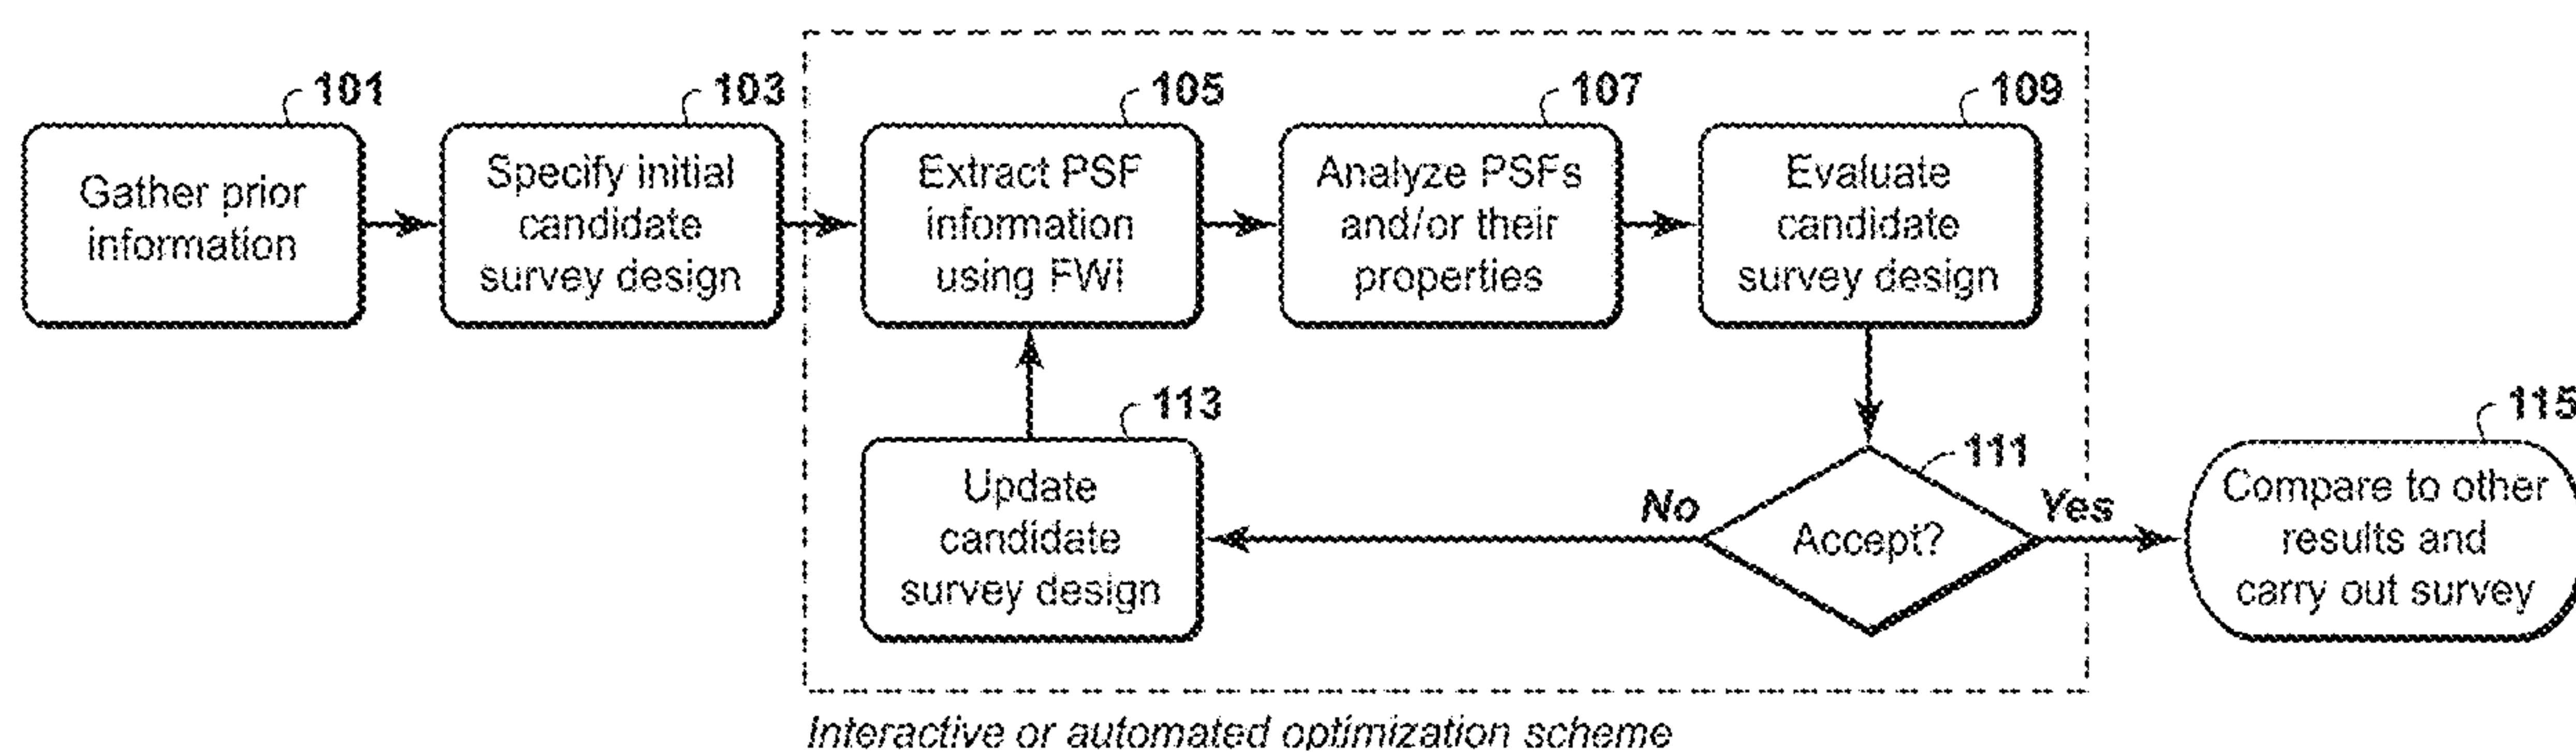 101
Gather prior
information
103
Specify initial
candidate
survey design
105
Extract PSF
information
using FWI
107
Analyze PSFs
and/or their
properties
109
Evaluate
candidate
survey design
111
Accept?
No
Yes
113
Update
candidate
survey design
115
Compare to other
results and
carry out survey
Interactive or automated optimization scheme